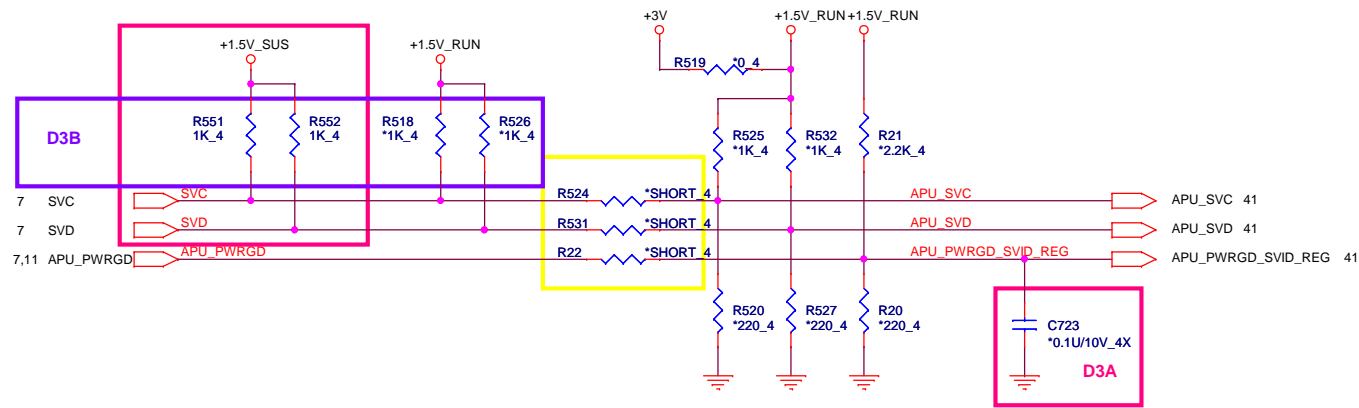 +3V
+1.5V_RUN
+1.5V_RUN
+1.5V_SUS
+1.5V_RUN
R519
*0_4
D3B
R551
1K_4
R552
1K_4
R518
*1K_4
R526
*1K_4
R525
*1K_4
R532
*1K_4
R21
*2.2K_4
7 SVC
SVC
R524
*SHORT_4
APU_SVC
APU_SVC 41
7 SVD
SVD
R531
*SHORT_4
APU_SVD
APU_SVD 41
7,11 APU_PWRGD
APU_PWRGD
R22
*SHORT_4
APU_PWRGD_SVID_REG
APU_PWRGD_SVID_REG 41
R520
*220_4
R527
*220_4
R20
*220_4
C723
*0.1U/10V_4X
D3A